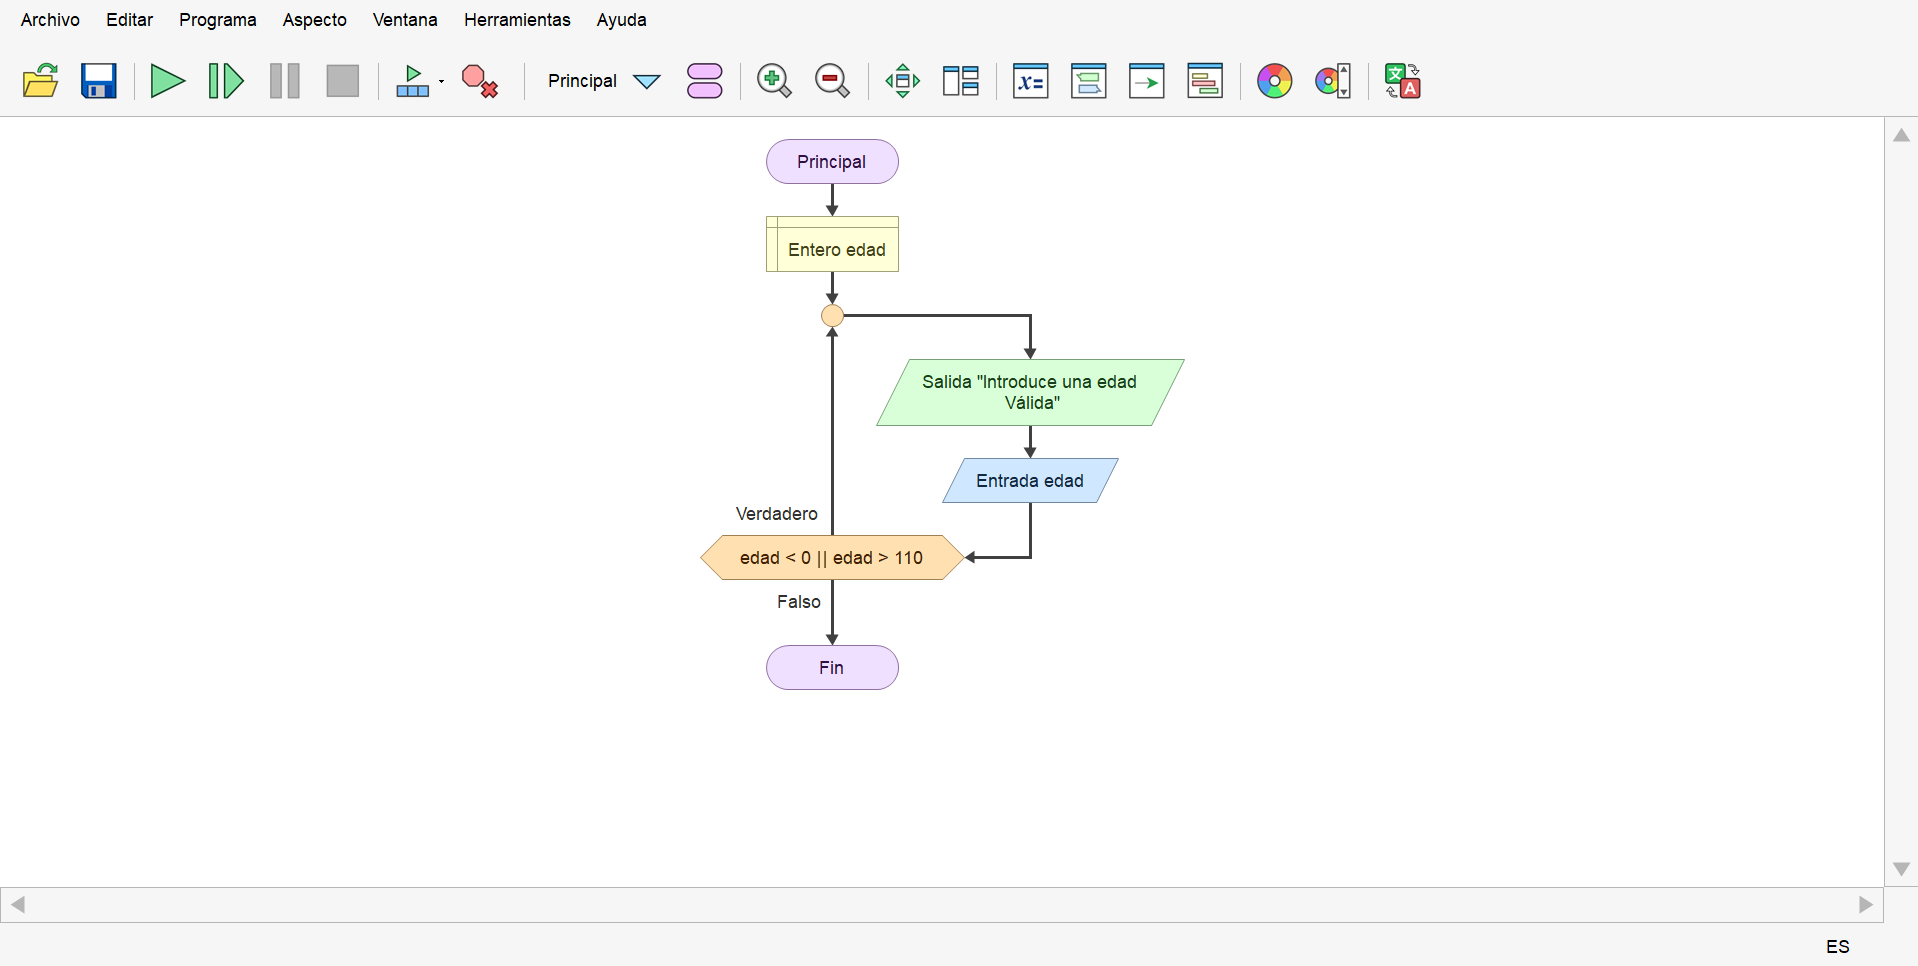 Archivo Editar Programa Aspecto Ventana Herramientas Ayuda
Principal
x=
文
A
Principal
Entero edad
Salida "Introduce una edad
Válida"
Entrada edad
Verdadero
edad < 0 || edad > 110
Falso
Fin
ES